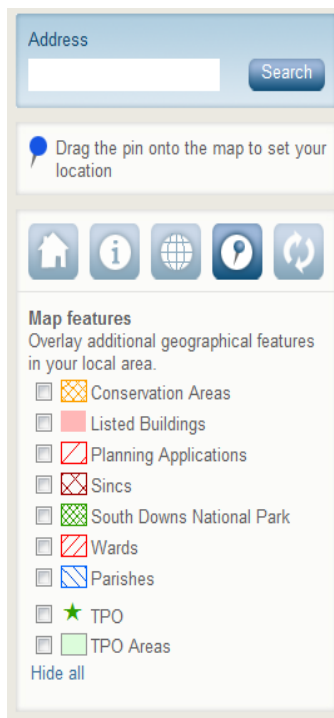 Address
Search
Drag the pin onto the map to set your
location
Map features
Overlay additional geographical features
in your local area.
Conservation Areas
Listed Buildings
Planning Applications
Sincs
South Downs National Park
Wards
Parishes
TPO
TPO Areas
Hide all